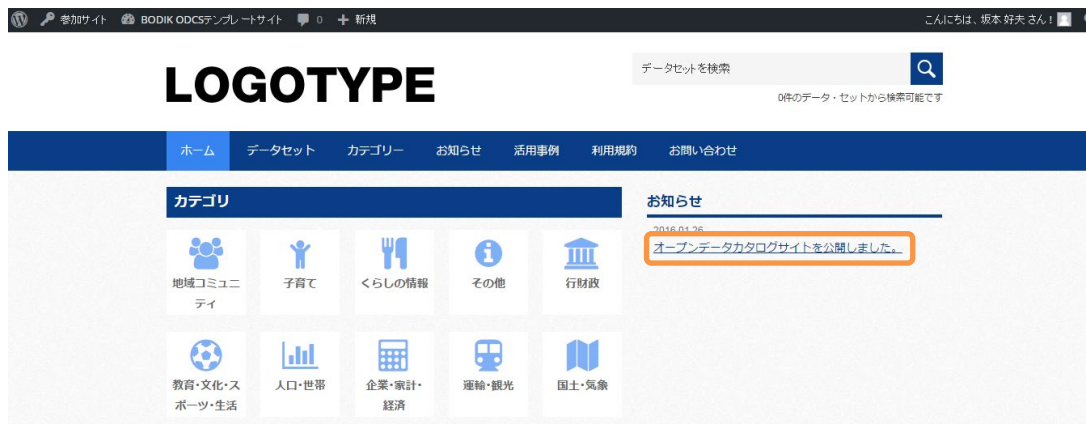 参加サイト BODIK ODCSテンプレートサイト 0 + 新規 こんにちは、坂本 好夫 さん!
LOGOTYPE
データセットを検索
0件のデータ・セットから検索可能です
ホーム データセット カテゴリー お知らせ 活用事例 利用規約 お問い合わせ
カテゴリ
地域コミュニ
ティ
子育て
くらしの情報
その他
行財政
教育・文化・ス
ポーツ・生活
人口・世帯
企業・家計・
経済
運輸・観光
国土・気象
お知らせ
2016.01.26
オープンデータカタログサイトを公開しました。